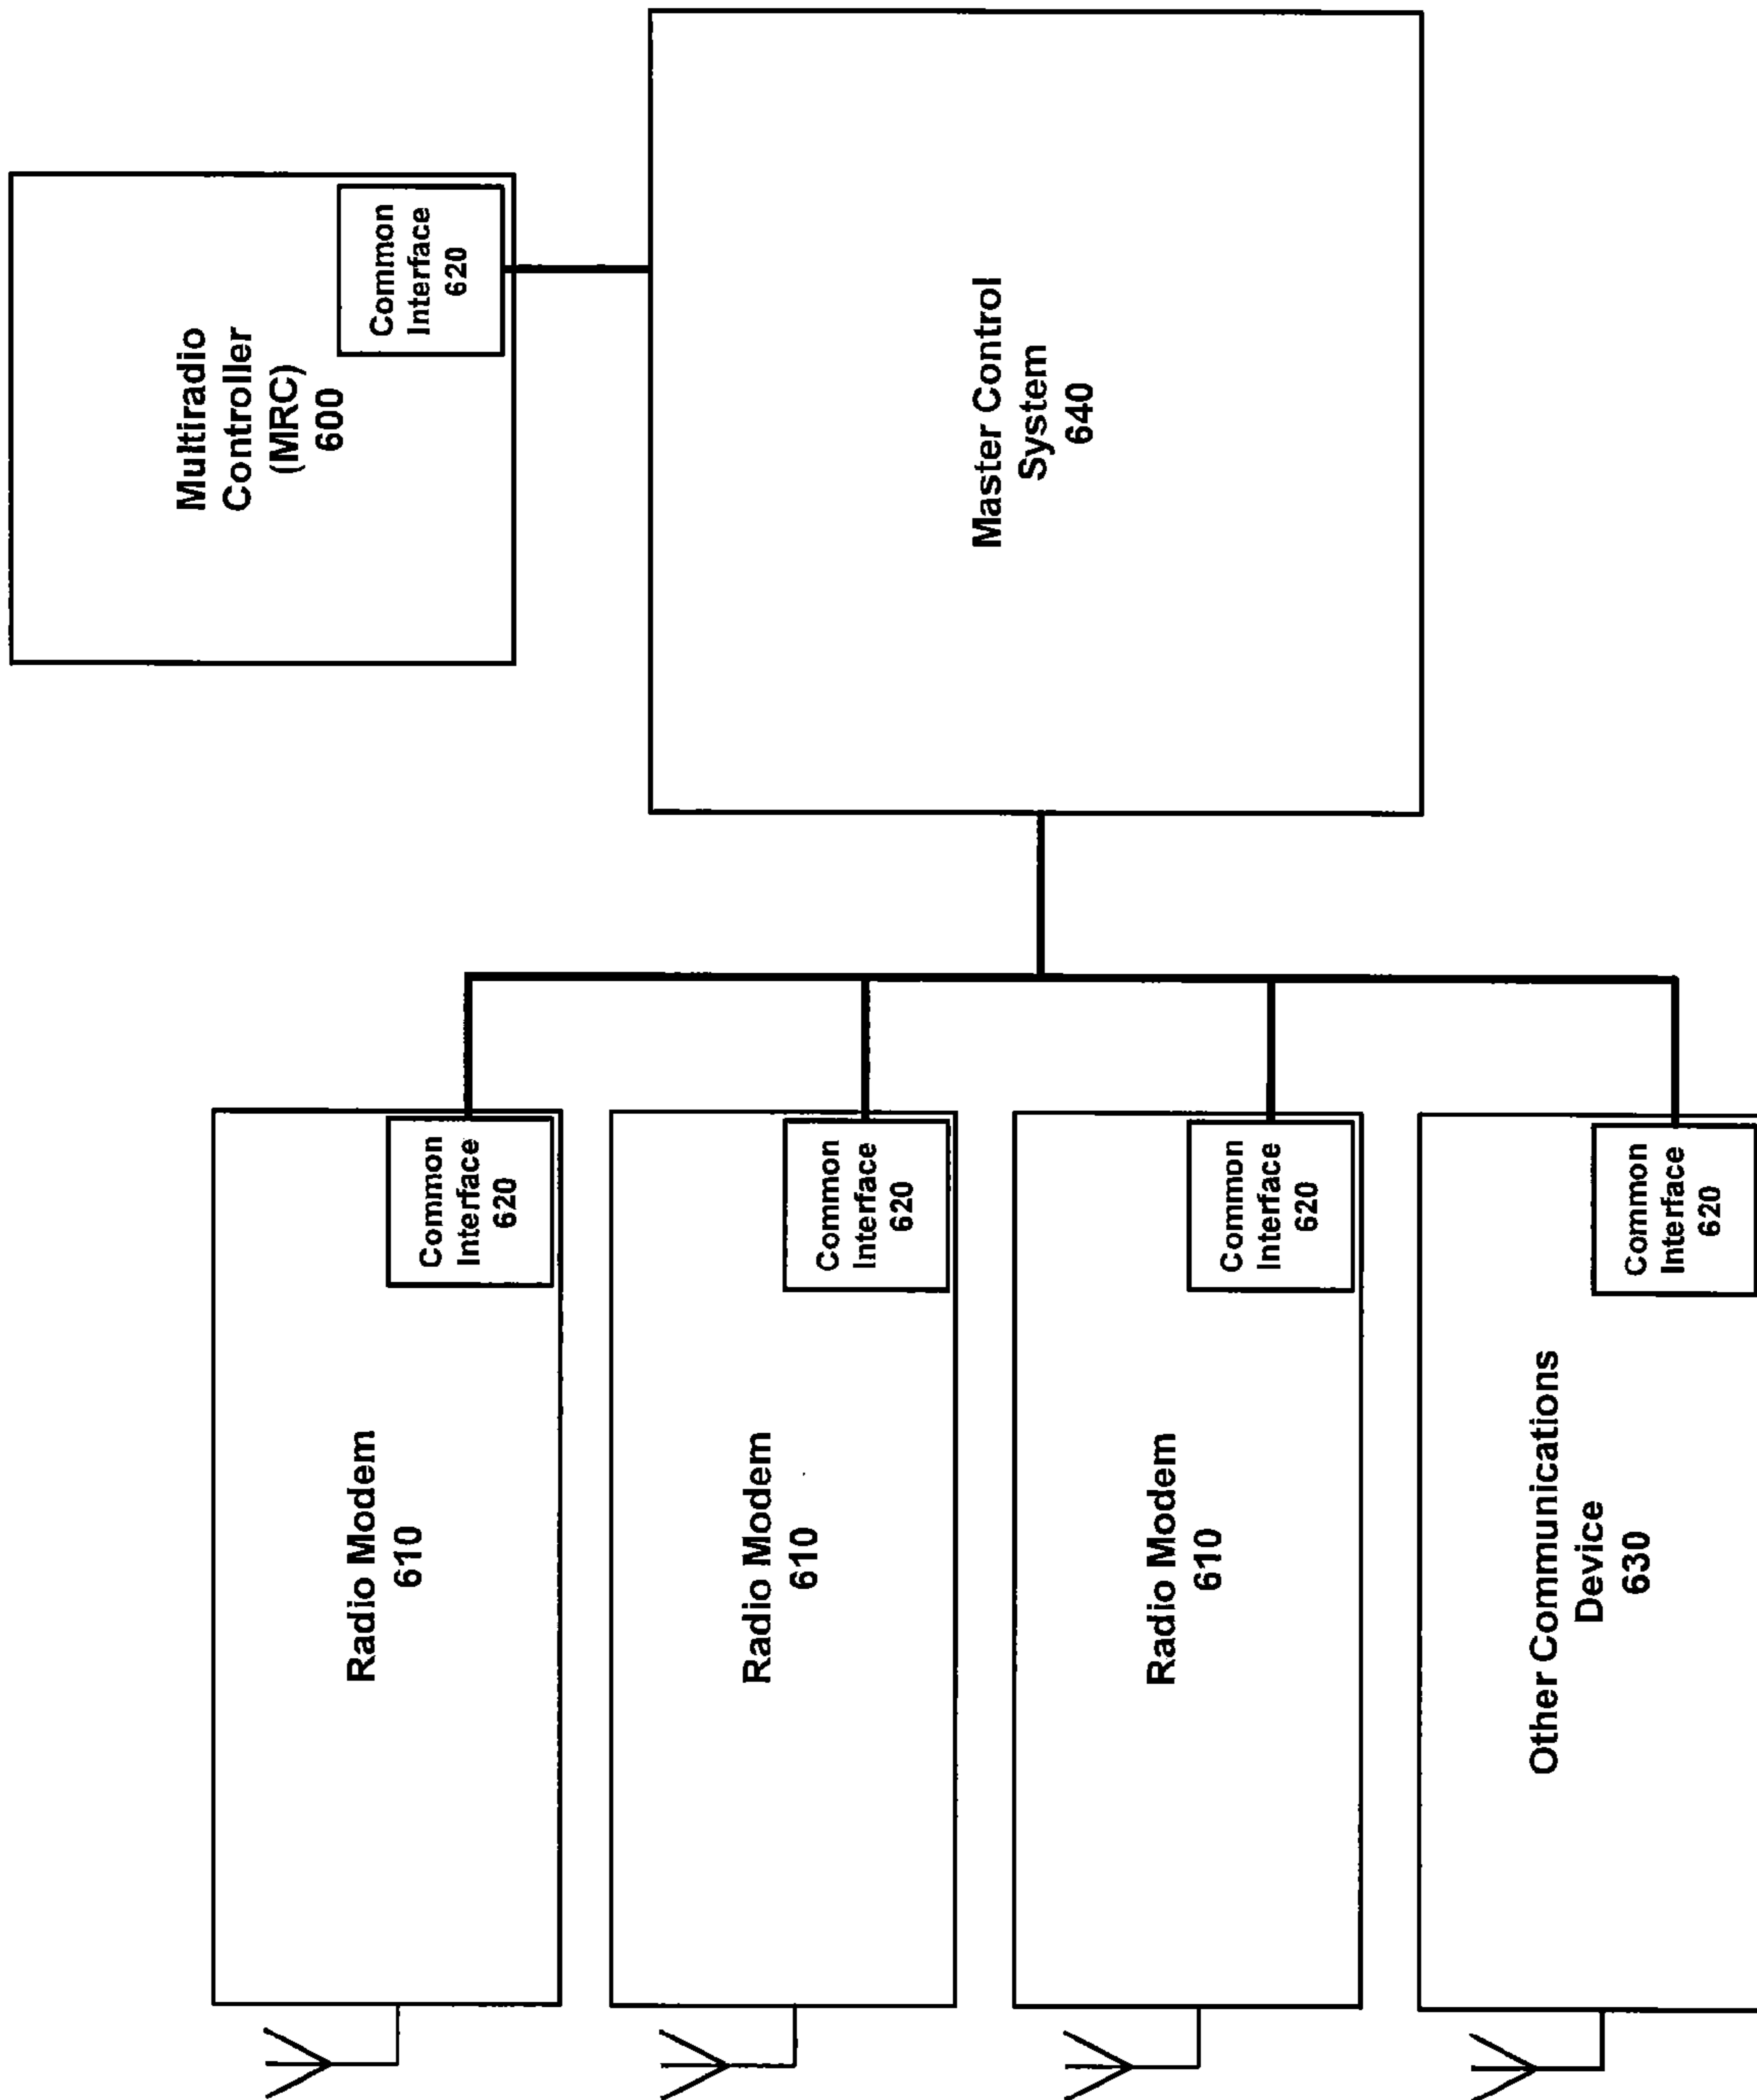 Radio Modem
610
Common
Interface
620
Radio Modem
610
Common
Interface
620
Radio Modem
610
Common
Interface
620
Other Communications
Device
630
Common
Interface
620
Multiradio
Controller
(MRC)
600
Common
Interface
620
Master Control
System
640